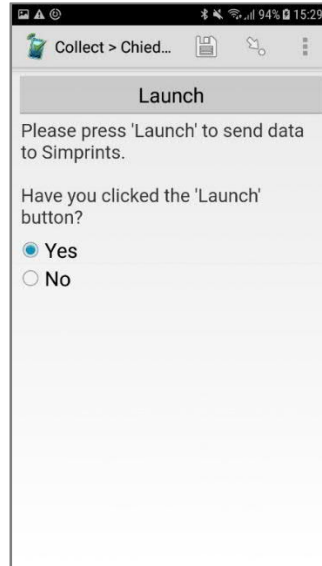 94% 15:29
Collect > Chied...
Launch
Please press 'Launch' to send data
to Simprints.
Have you clicked the 'Launch'
button?
Yes
No